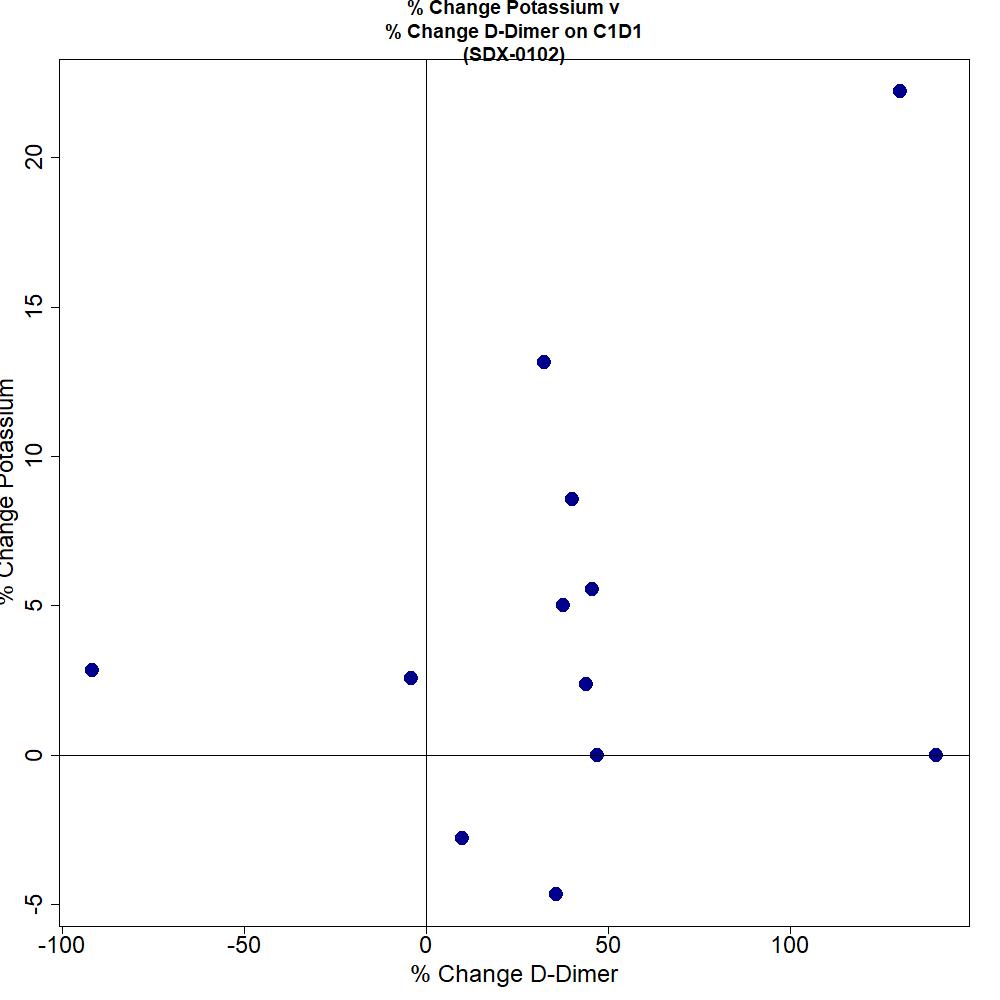 % Change Potassium v
% Change D-Dimer on C1D1
(SDX-0102)
% Change Potassium
20
15
10
5
0
-5
-100
-50
0
50
100
% Change D-Dimer